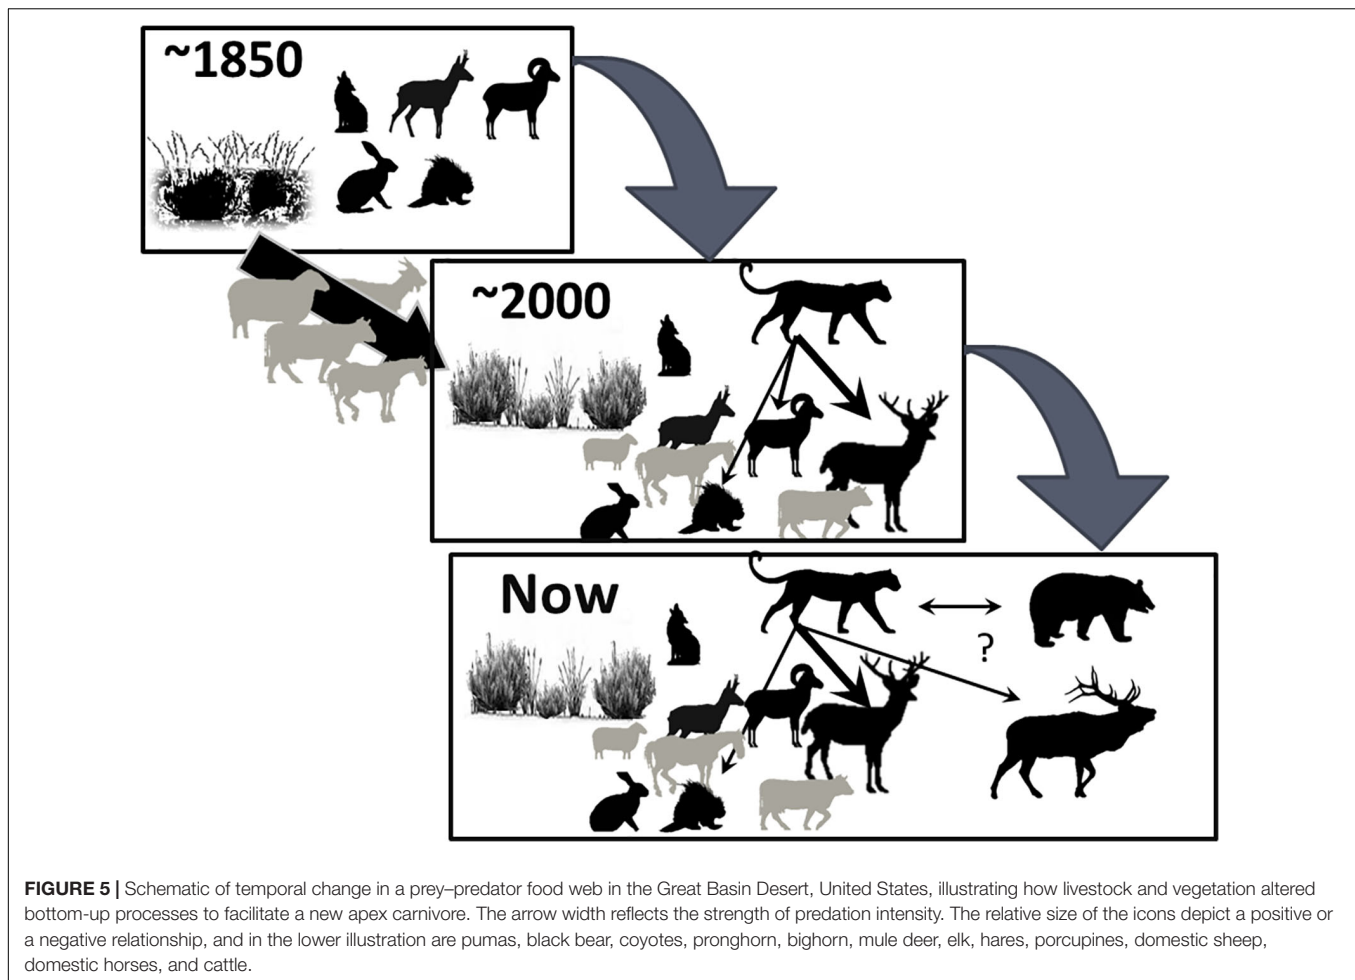 ~1850
~2000
Now
?
FIGURE 5 | Schematic of temporal change in a prey–predator food web in the Great Basin Desert, United States, illustrating how livestock and vegetation altered
bottom-up processes to facilitate a new apex carnivore. The arrow width reflects the strength of predation intensity. The relative size of the icons depict a positive or
a negative relationship, and in the lower illustration are pumas, black bear, coyotes, pronghorn, bighorn, mule deer, elk, hares, porcupines, domestic sheep,
domestic horses, and cattle.